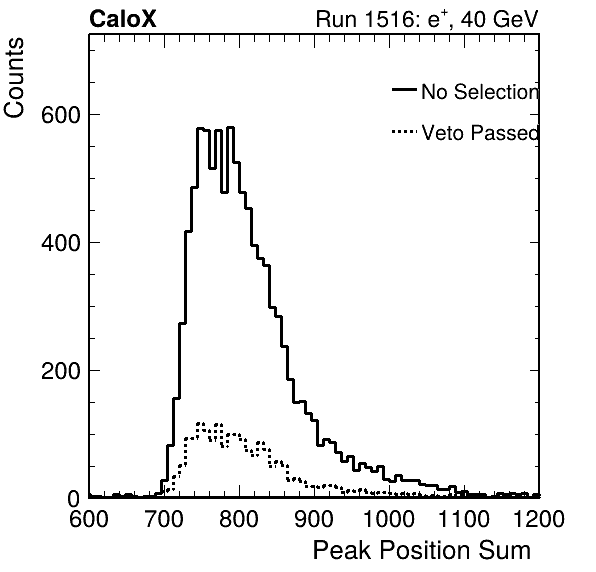 CaloX Run 1516: e⁺, 40 GeV
Counts
No Selection
Veto Passed
600
400
200
0
600 700 800 900 1000 1100 1200
Peak Position Sum